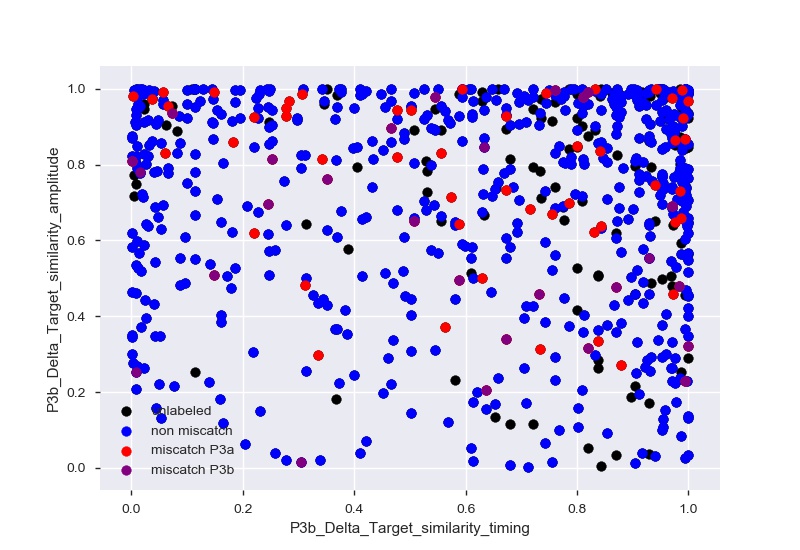 P3b_Delta_Target_similarity_amplitude
1.0
0.8
0.6
0.4
0.2
0.0
unlabeled
non miscatch
miscatch P3a
miscatch P3b
0.0 0.2 0.4 0.6 0.8 1.0
P3b_Delta_Target_similarity_timing